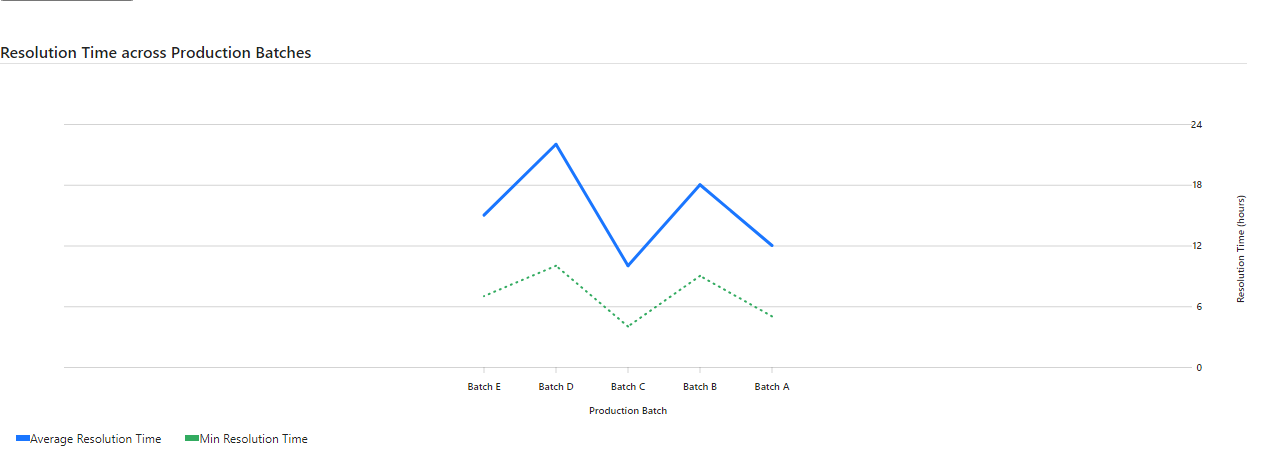 Resolution Time across Production Batches
24
18
12
6
0
Resolution Time (hours)
Batch E Batch D Batch C Batch B Batch A
Production Batch
Average Resolution Time Min Resolution Time